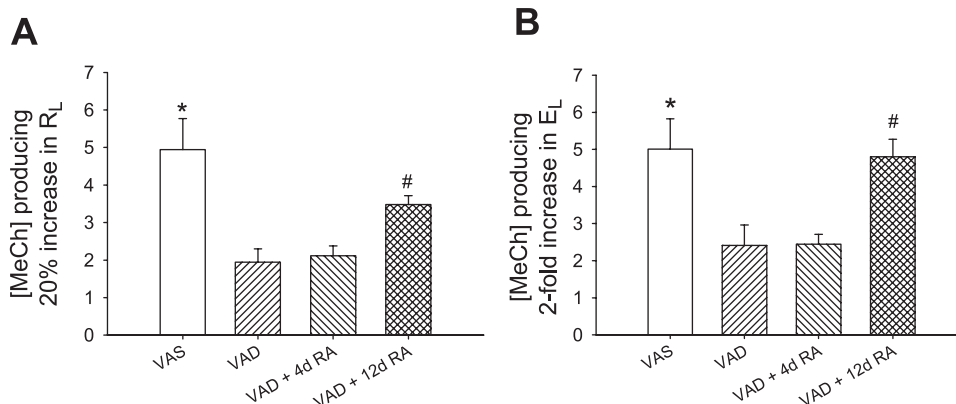 A
[MeCh] producing
20% increase in RL
7
6
5
4
3
2
1
0
*
#
VAS
VAD
VAD + 4d RA
VAD + 12d RA
B
[MeCh] producing
2-fold increase in EL
7
6
5
4
3
2
1
0
*
#
VAS
VAD
VAD + 4d RA
VAD + 12d RA